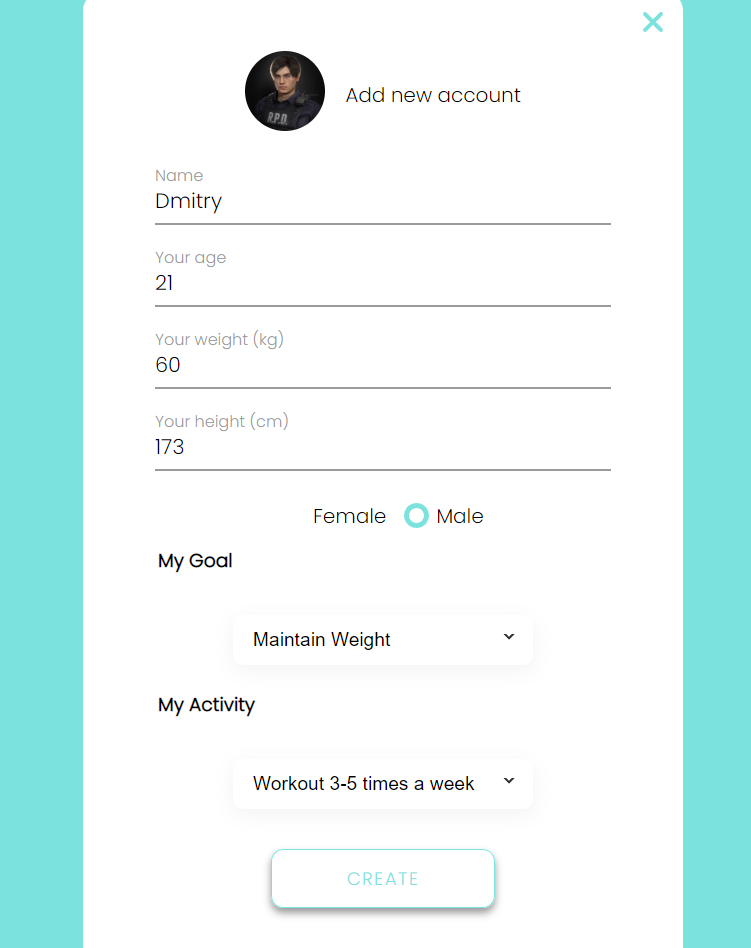 R.P.D.
Add new account
Name
Dmitry
Your age
21
Your weight (kg)
60
Your height (cm)
173
Female Male
My Goal
Maintain Weight
My Activity
Workout 3-5 times a week
CREATE